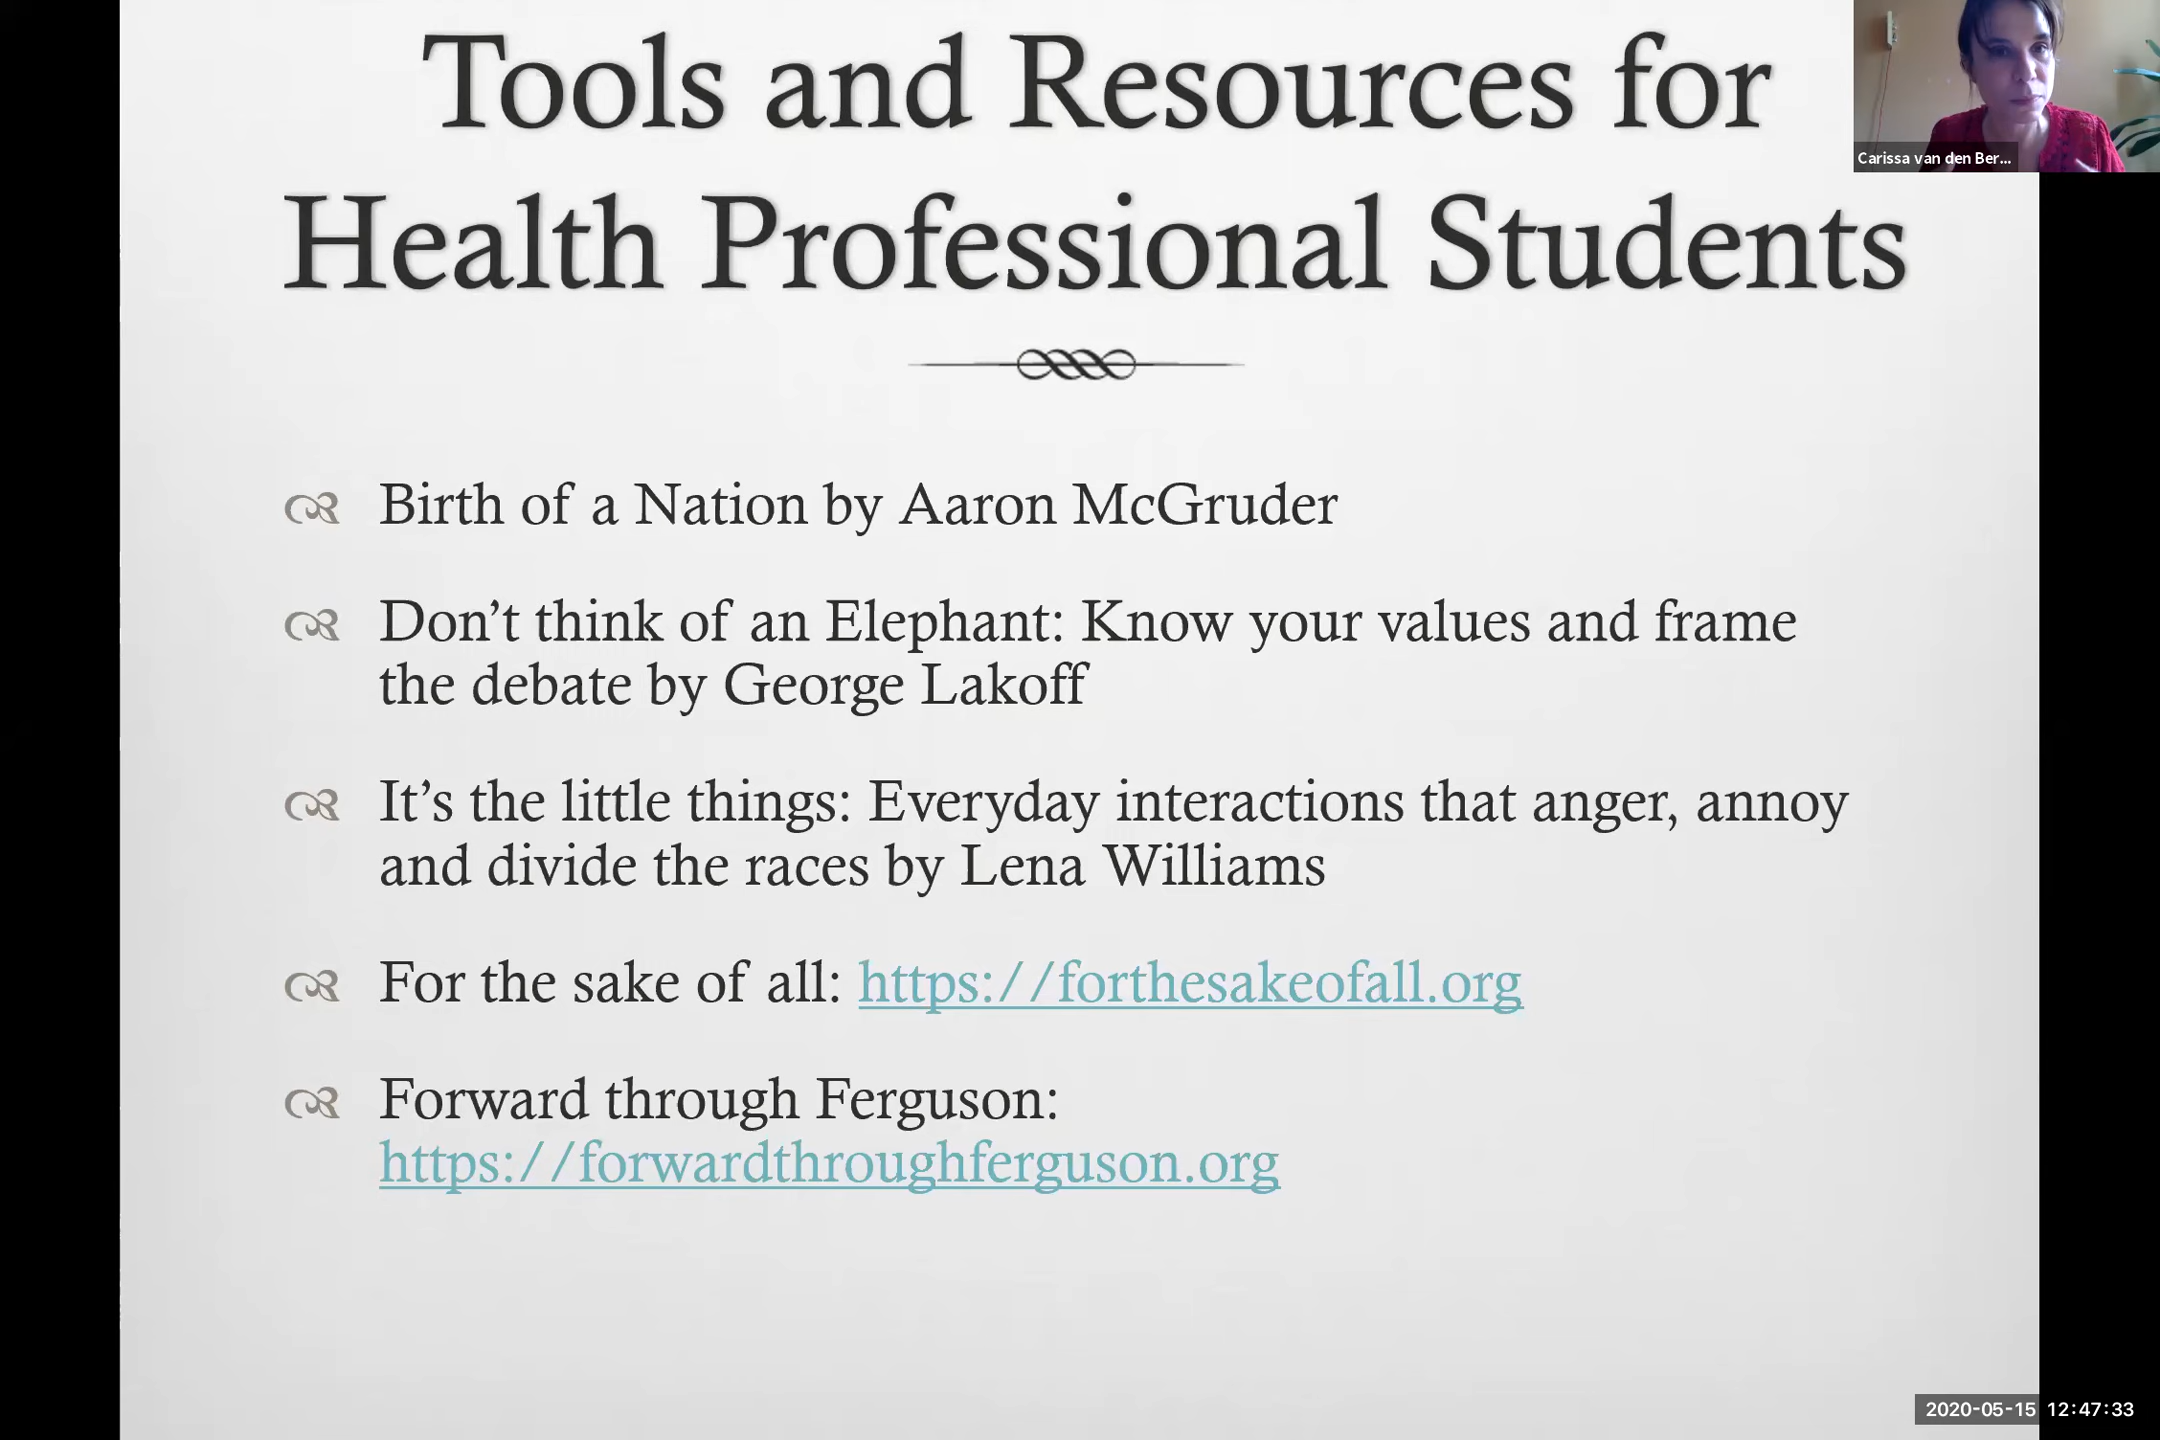 Tools and Resources for
Health Professional Students
Carissa van den Ber...
Birth of a Nation by Aaron McGruder
Don’t think of an Elephant: Know your values and frame
the debate by George Lakoff
It’s the little things: Everyday interactions that anger, annoy
and divide the races by Lena Williams
For the sake of all: https://forthesakeofall.org
Forward through Ferguson:
https://forwardthroughferguson.org
2020-05-15 12:47:33